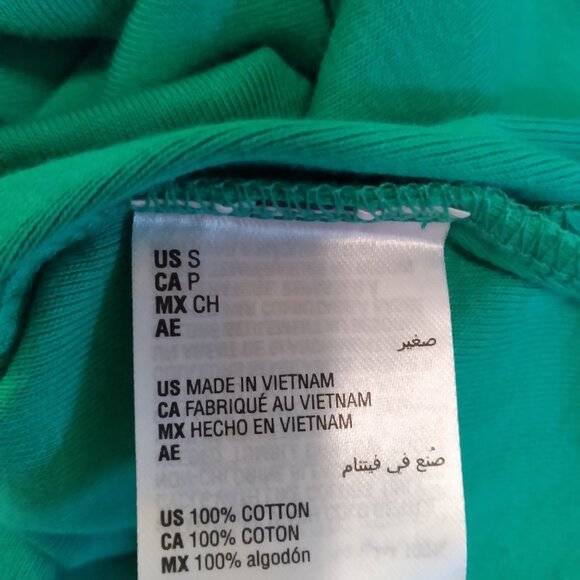 US S
CA P
MX CH
AE
صغير
US MADE IN VIETNAM
CA FABRIQUÉ AU VIETNAM
MX HECHO EN VIETNAM
AE
صُنع في فيتنام
US 100% COTTON
CA 100% COTON
MX 100% algodón